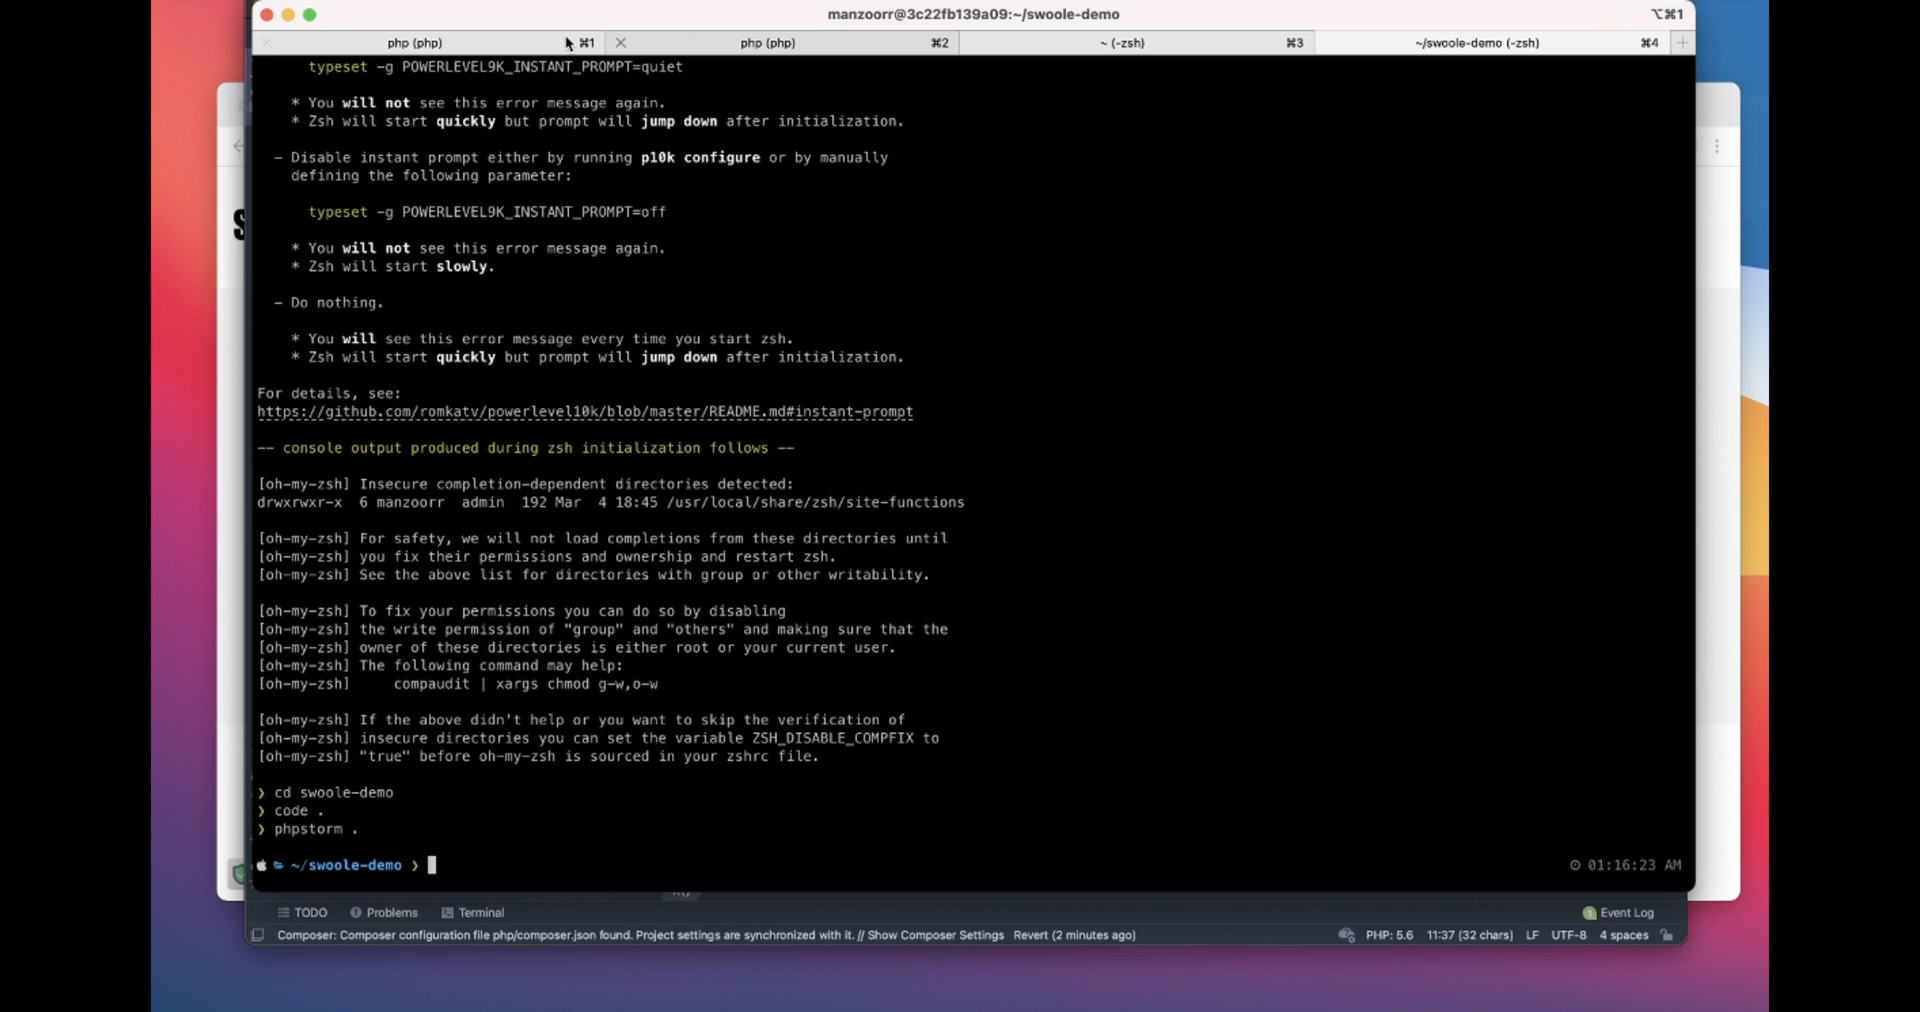 manzoorr@3c22fb139a09:~/swoole-demo
⌥⌘1
php (php) ⌘1
php (php) ⌘2
~ (-zsh) ⌘3
~/swoole-demo (-zsh) ⌘4
typeset -g POWERLEVEL9K_INSTANT_PROMPT=quiet
* You will not see this error message again.
* Zsh will start quickly but prompt will jump down after initialization.
- Disable instant prompt either by running p10k configure or by manually
defining the following parameter:
typeset -g POWERLEVEL9K_INSTANT_PROMPT=off
* You will not see this error message again.
* Zsh will start slowly.
- Do nothing.
* You will see this error message every time you start zsh.
* Zsh will start quickly but prompt will jump down after initialization.
For details, see:
https://github.com/romkatv/powerlevel10k/blob/master/README.md#instant-prompt
-- console output produced during zsh initialization follows --
[oh-my-zsh] Insecure completion-dependent directories detected:
drwxrwxr-x  6 manzoorr  admin  192 Mar  4 18:45 /usr/local/share/zsh/site-functions
[oh-my-zsh] For safety, we will not load completions from these directories until
[oh-my-zsh] you fix their permissions and ownership and restart zsh.
[oh-my-zsh] See the above list for directories with group or other writability.
[oh-my-zsh] To fix your permissions you can do so by disabling
[oh-my-zsh] the write permission of "group" and "others" and making sure that the
[oh-my-zsh] owner of these directories is either root or your current user.
[oh-my-zsh] The following command may help:
[oh-my-zsh]     compaudit | xargs chmod g-w,o-w
[oh-my-zsh] If the above didn't help or you want to skip the verification of
[oh-my-zsh] insecure directories you can set the variable ZSH_DISABLE_COMPFIX to
[oh-my-zsh] "true" before oh-my-zsh is sourced in your zshrc file.
❯ cd swoole-demo
❯ code .
❯ phpstorm .
~/swoole-demo ❯
01:16:23 AM
TODO Problems Terminal
1 Event Log
Composer: Composer configuration file php/composer.json found. Project settings are synchronized with it. // Show Composer Settings Revert (2 minutes ago)
PHP: 5.6 11:37 (32 chars) LF UTF-8 4 spaces